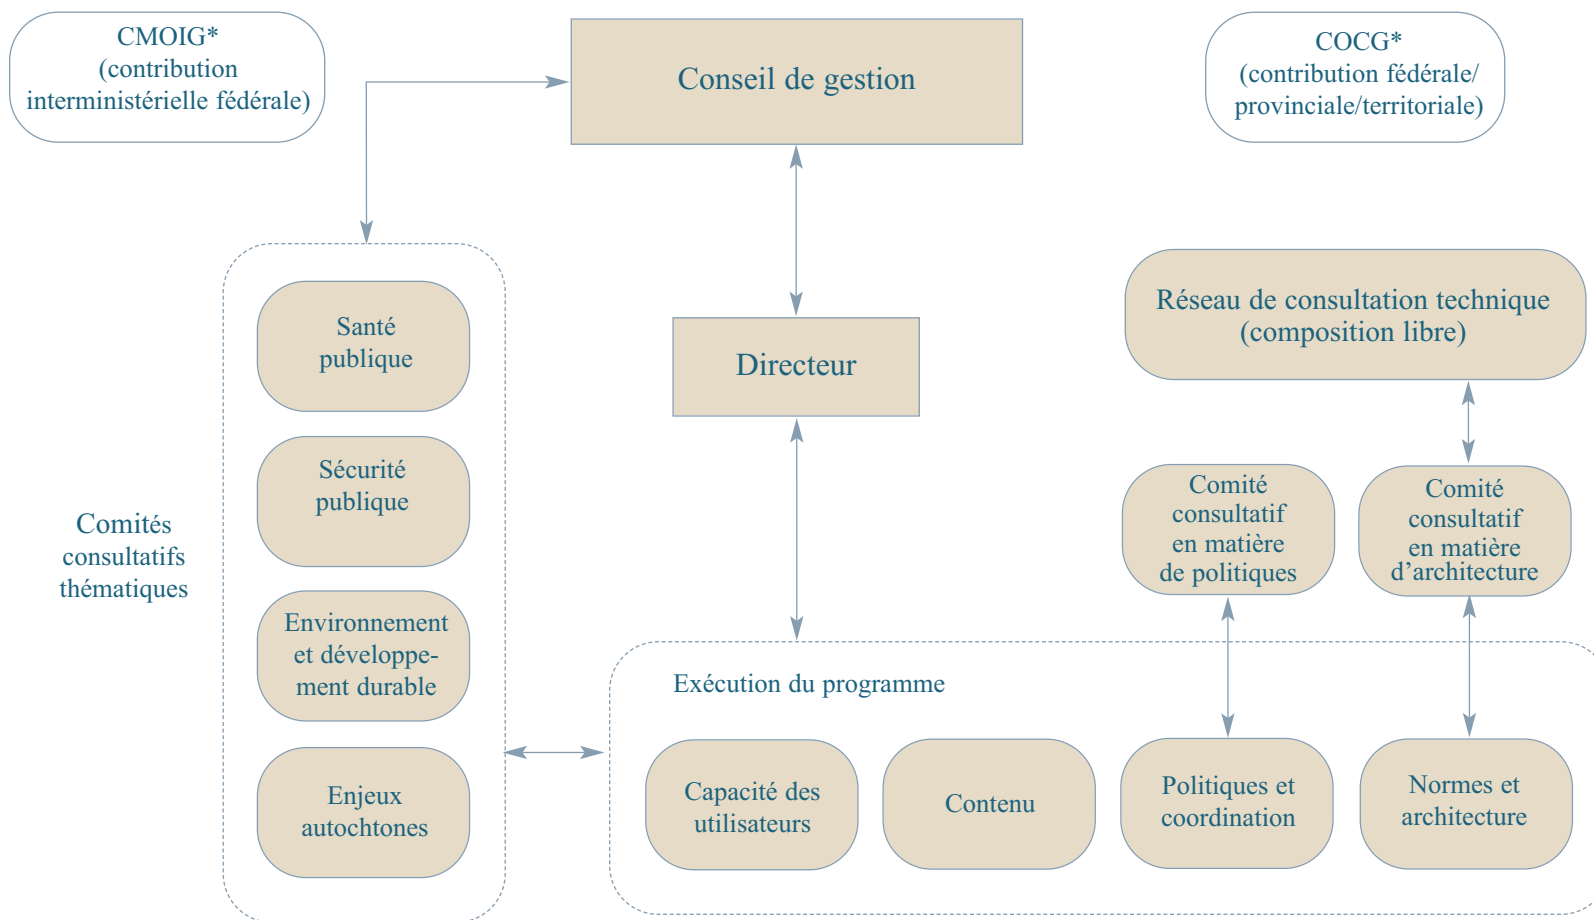 CMOIG*
(contribution
interministérielle fédérale)
Conseil de gestion
COCG*
(contribution fédérale/
provinciale/territoriale)
Santé
publique
Sécurité
publique
Environnement
et développe-
ment durable
Enjeux
autochtones
Comités
consultatifs
thématiques
Directeur
Réseau de consultation technique
(composition libre)
Comité
consultatif
en matière
de politiques
Comité
consultatif
en matière
d’architecture
Exécution du programme
Capacité des
utilisateurs
Contenu
Politiques et
coordination
Normes et
architecture